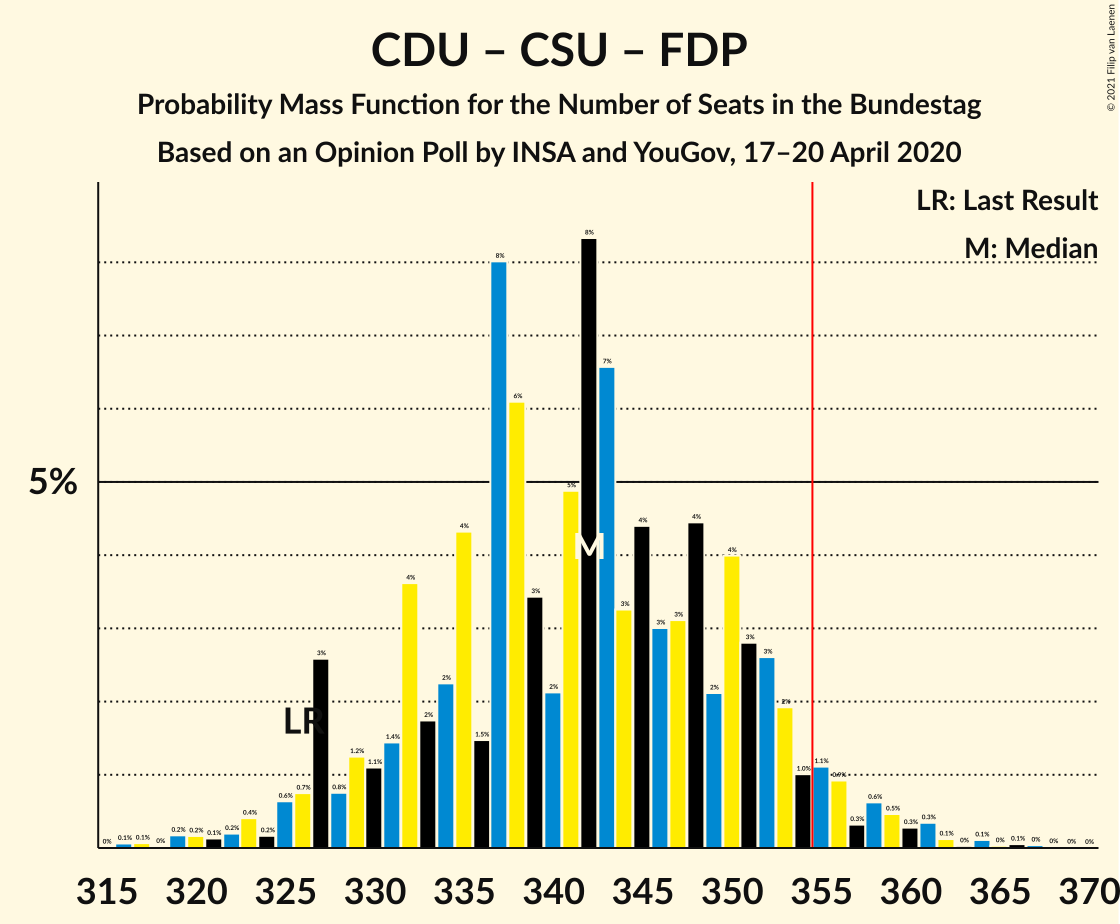 CDU – CSU – FDP
Probability Mass Function for the Number of Seats in the Bundestag
Based on an Opinion Poll by INSA and YouGov, 17–20 April 2020
© 2021 Filip van Laenen
LR: Last Result
M: Median
5%
LR
M
0% 0.1% 0.1% 0% 0.2% 0.2% 0.1% 0.2% 0.4% 0.2% 0.6% 0.7% 3% 0.8% 1.2% 1.1% 1.4% 4% 2% 2% 4% 1.5% 8% 6% 3% 2% 5% 8% 7% 3% 4% 3% 3% 4% 2% 4% 3% 3% 2% 1.0% 1.1% 0.9% 0.3% 0.6% 0.5% 0.3% 0.3% 0.1% 0% 0.1% 0% 0.1% 0% 0% 0% 0%
315 320 325 330 335 340 345 350 355 360 365 370